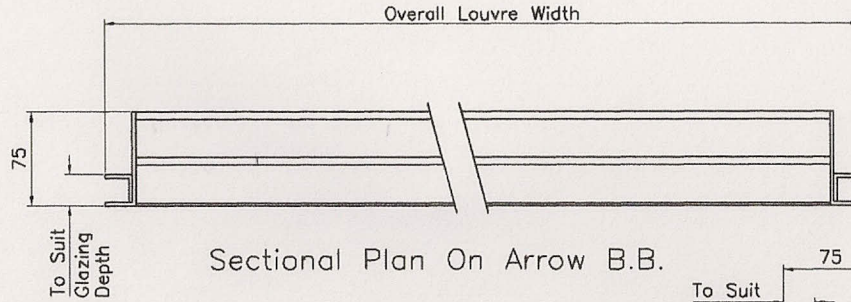 Overall Louvre Width
75
To Suit
Glazing
Depth
Sectional Plan On Arrow B.B.
75
To Suit